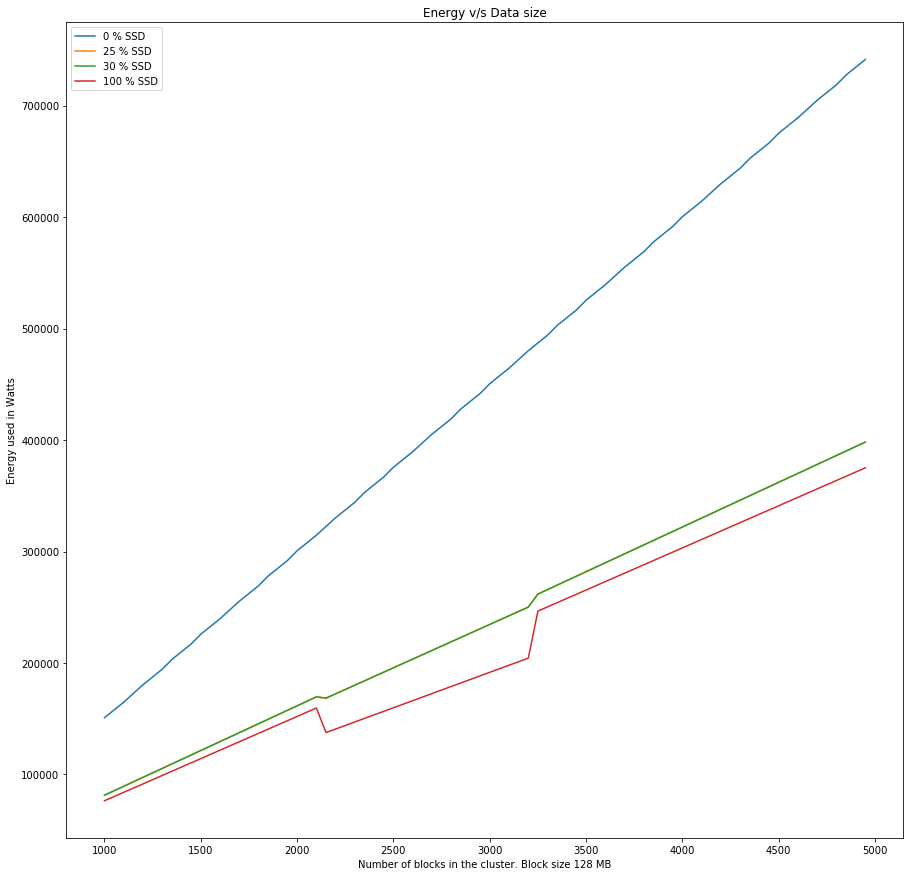 Energy v/s Data size
0 % SSD
25 % SSD
30 % SSD
100 % SSD
700000
600000
500000
400000
300000
200000
100000
Energy used in Watts
1000 1500 2000 2500 3000 3500 4000 4500 5000
Number of blocks in the cluster. Block size 128 MB